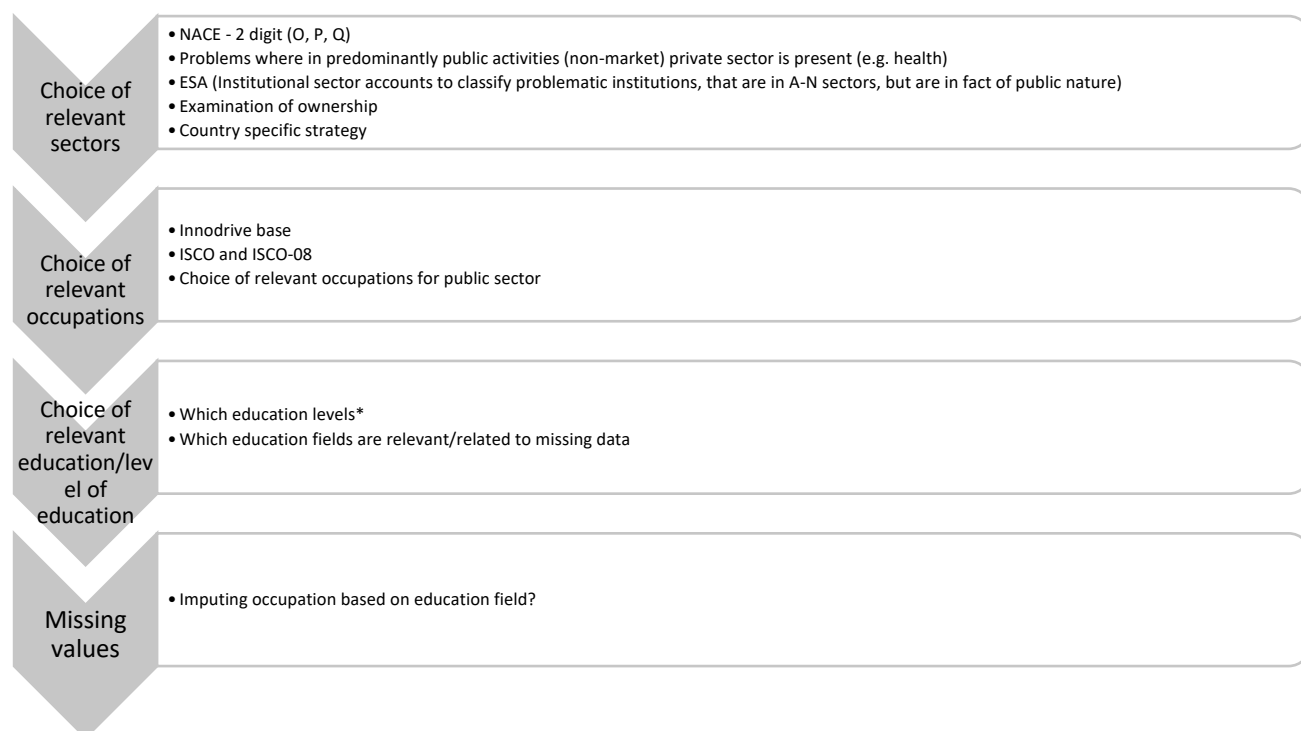 Choice of
relevant
sectors
• NACE - 2 digit (O, P, Q)
• Problems where in predominantly public activities (non-market) private sector is present (e.g. health)
• ESA (Institutional sector accounts to classify problematic institutions, that are in A-N sectors, but are in fact of public nature)
• Examination of ownership
• Country specific strategy
Choice of
relevant
occupations
• Innodrive base
• ISCO and ISCO-08
• Choice of relevant occupations for public sector
Choice of
relevant
education/lev
el of
education
• Which education levels*
• Which education fields are relevant/related to missing data
Missing
values
• Imputing occupation based on education field?